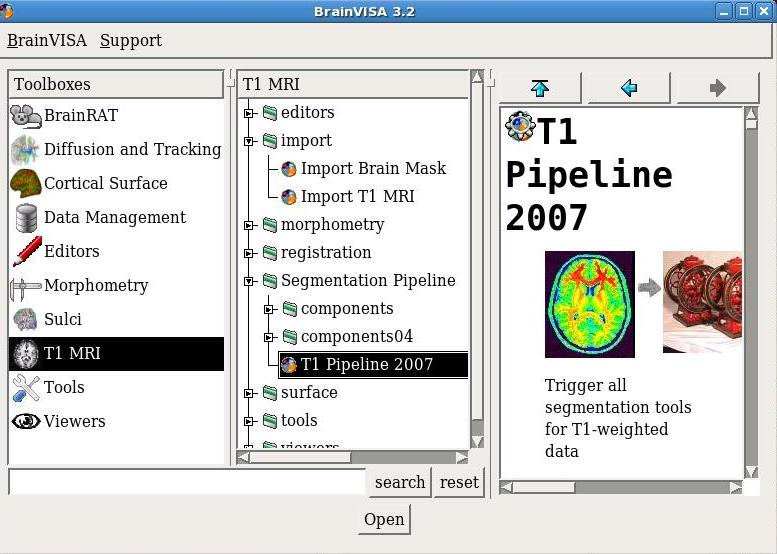 BrainVISA 3.2
BrainVISA Support
Toolboxes
BrainRAT
Diffusion and Tracking
Cortical Surface
Data Management
Editors
Morphometry
Sulci
T1 MRI
Tools
Viewers
T1 MRI
editors
import
Import Brain Mask
Import T1 MRI
morphometry
registration
Segmentation Pipeline
components
components04
T1 Pipeline 2007
surface
tools
viewers
T1
Pipeline
2007
Trigger all
segmentation tools
for T1-weighted
data
search reset
Open